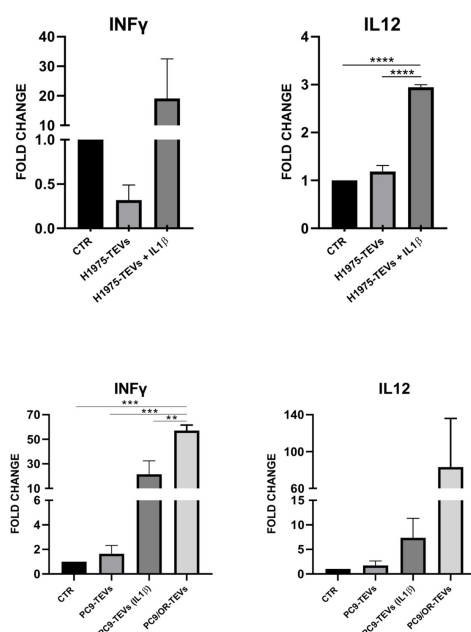 INFγ
FOLD CHANGE
40
30
20
10
1.0
0.5
0.0
CTR
H1975-TEVs
H1975-TEVs + IL1β
IL12
FOLD CHANGE
4
3
2
1
0
****
****
CTR
H1975-TEVs
H1975-TEVs + IL1β
INFγ
FOLD CHANGE
70
50
30
10
6
4
2
0
***
***
**
CTR
PC9-TEVs
PC9-TEVs (IL1β)
PC9/OR-TEVs
IL12
FOLD CHANGE
140
100
60
15
10
5
0
CTR
PC9-TEVs
PC9-TEVs (IL1β)
PC9/OR-TEVs